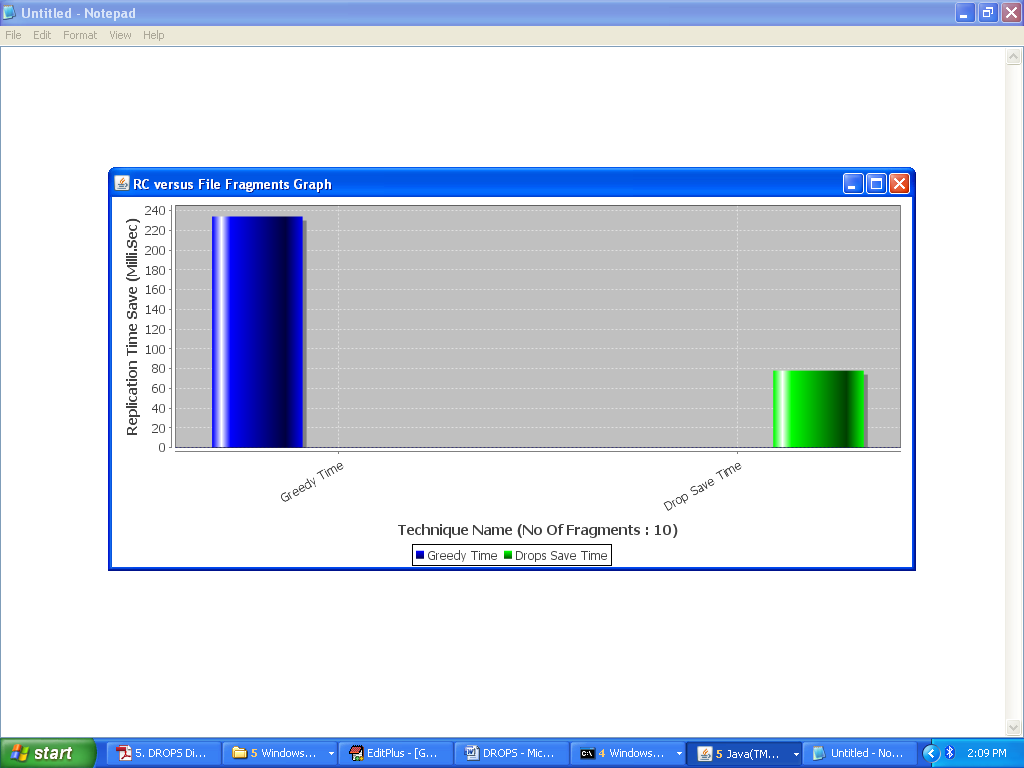 Untitled - Notepad
File Edit Format View Help
RC versus File Fragments Graph
Replication Time Save (Milli.Sec)
240
220
200
180
160
140
120
100
80
60
40
20
0
Greedy Time
Drop Save Time
Technique Name (No Of Fragments : 10)
Greedy Time Drops Save Time
start 5. DROPS Di... 5 Windows... EditPlus - [G... DROPS - Mic... 4 Windows... 5 Java(TM... Untitled - No... 2:09 PM